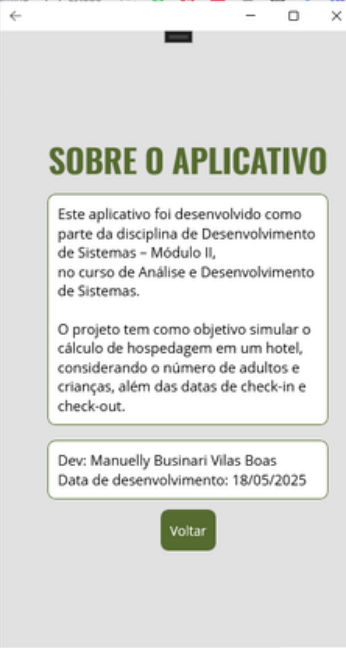 SOBRE O APLICATIVO
Este aplicativo foi desenvolvido como
parte da disciplina de Desenvolvimento
de Sistemas – Módulo II,
no curso de Análise e Desenvolvimento
de Sistemas.
O projeto tem como objetivo simular o
cálculo de hospedagem em um hotel,
considerando o número de adultos e
crianças, além das datas de check-in e
check-out.
Dev: Manuelly Businari Vilas Boas
Data de desenvolvimento: 18/05/2025
Voltar